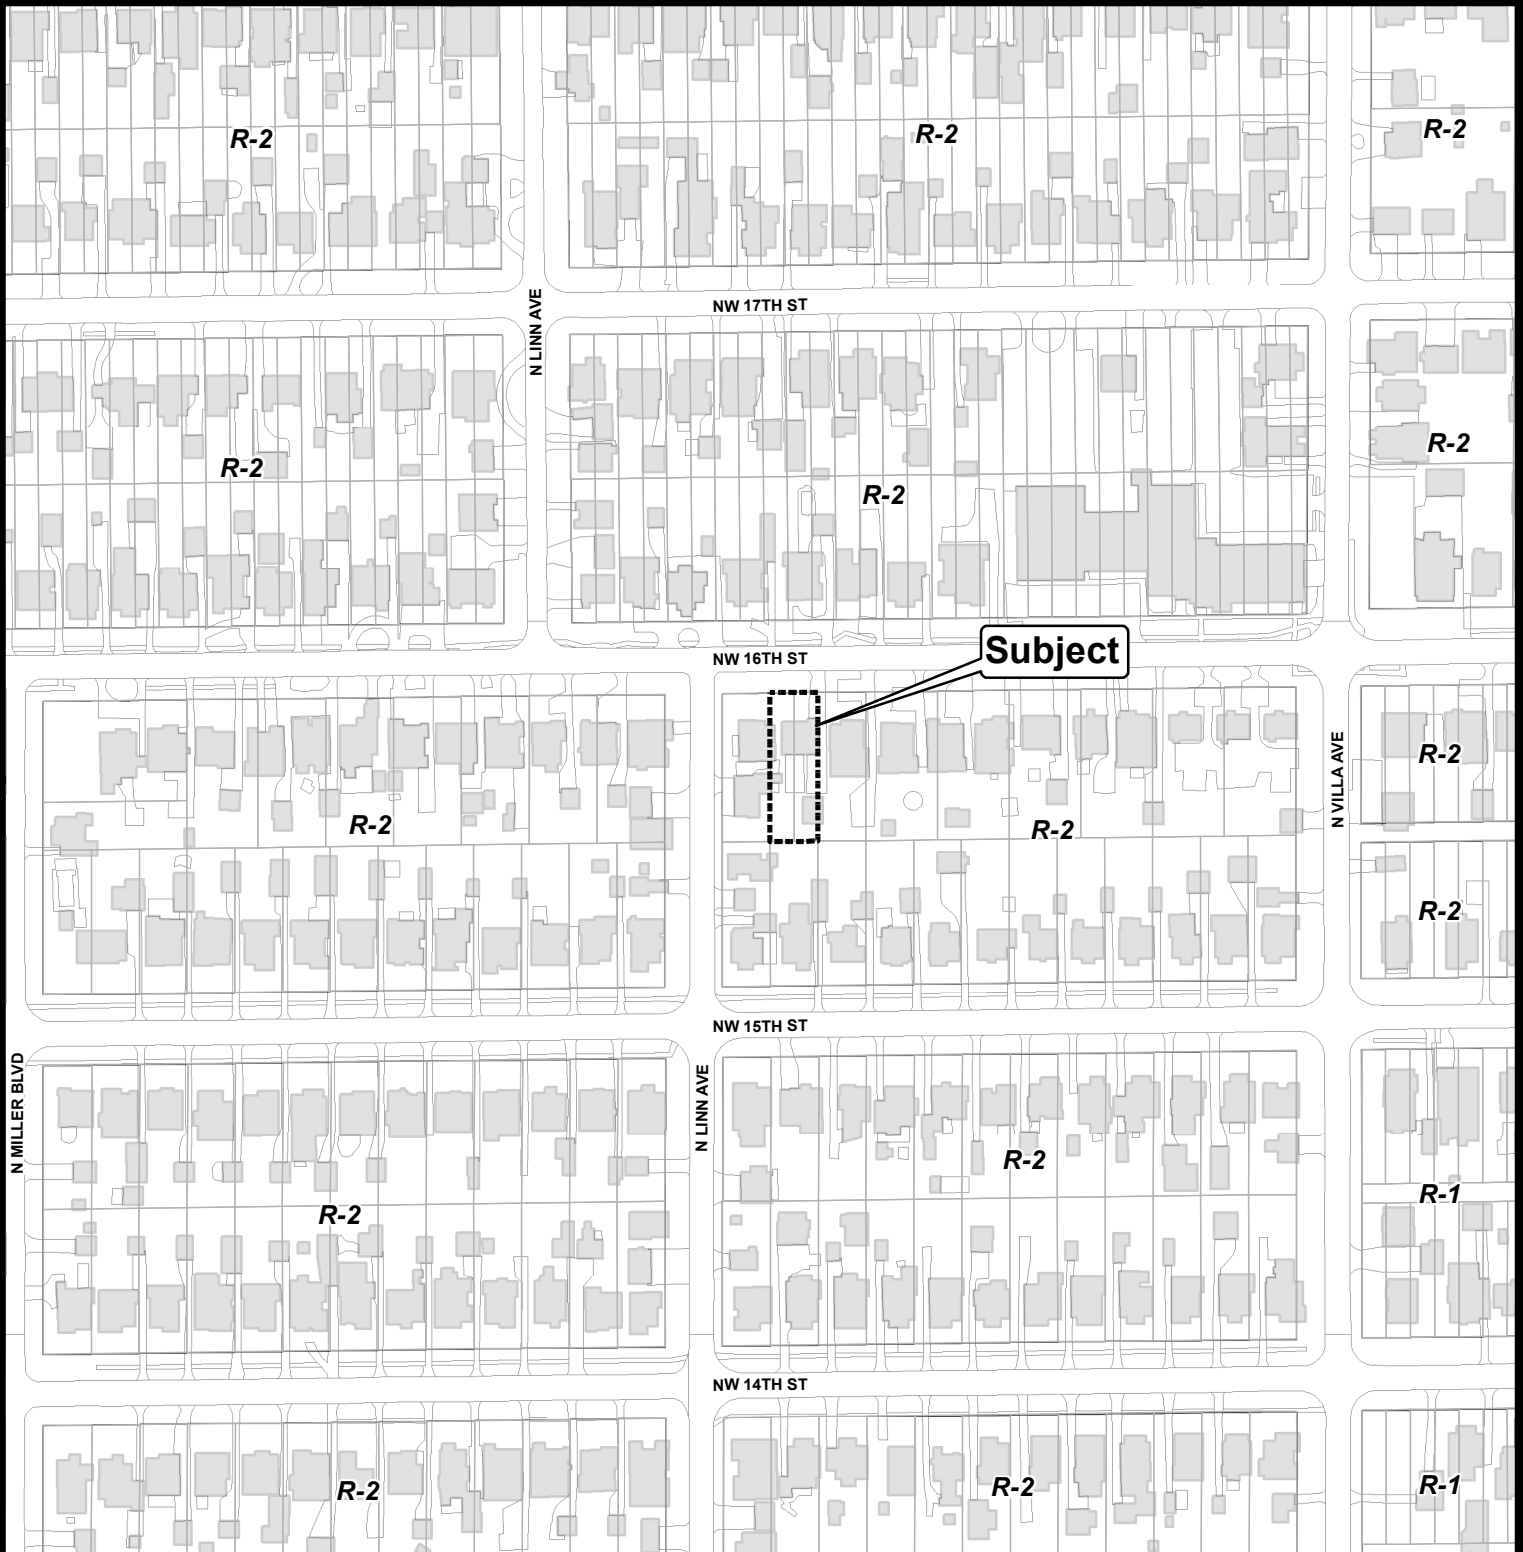 R-2
R-2
R-2
N LINN AVE
NW 17TH ST
R-2
R-2
R-2
NW 16TH ST
Subject
R-2
R-2
N VILLA AVE
R-2
R-2
NW 15TH ST
N MILLER BLVD
N LINN AVE
R-2
R-2
R-1
NW 14TH ST
R-2
R-2
R-1